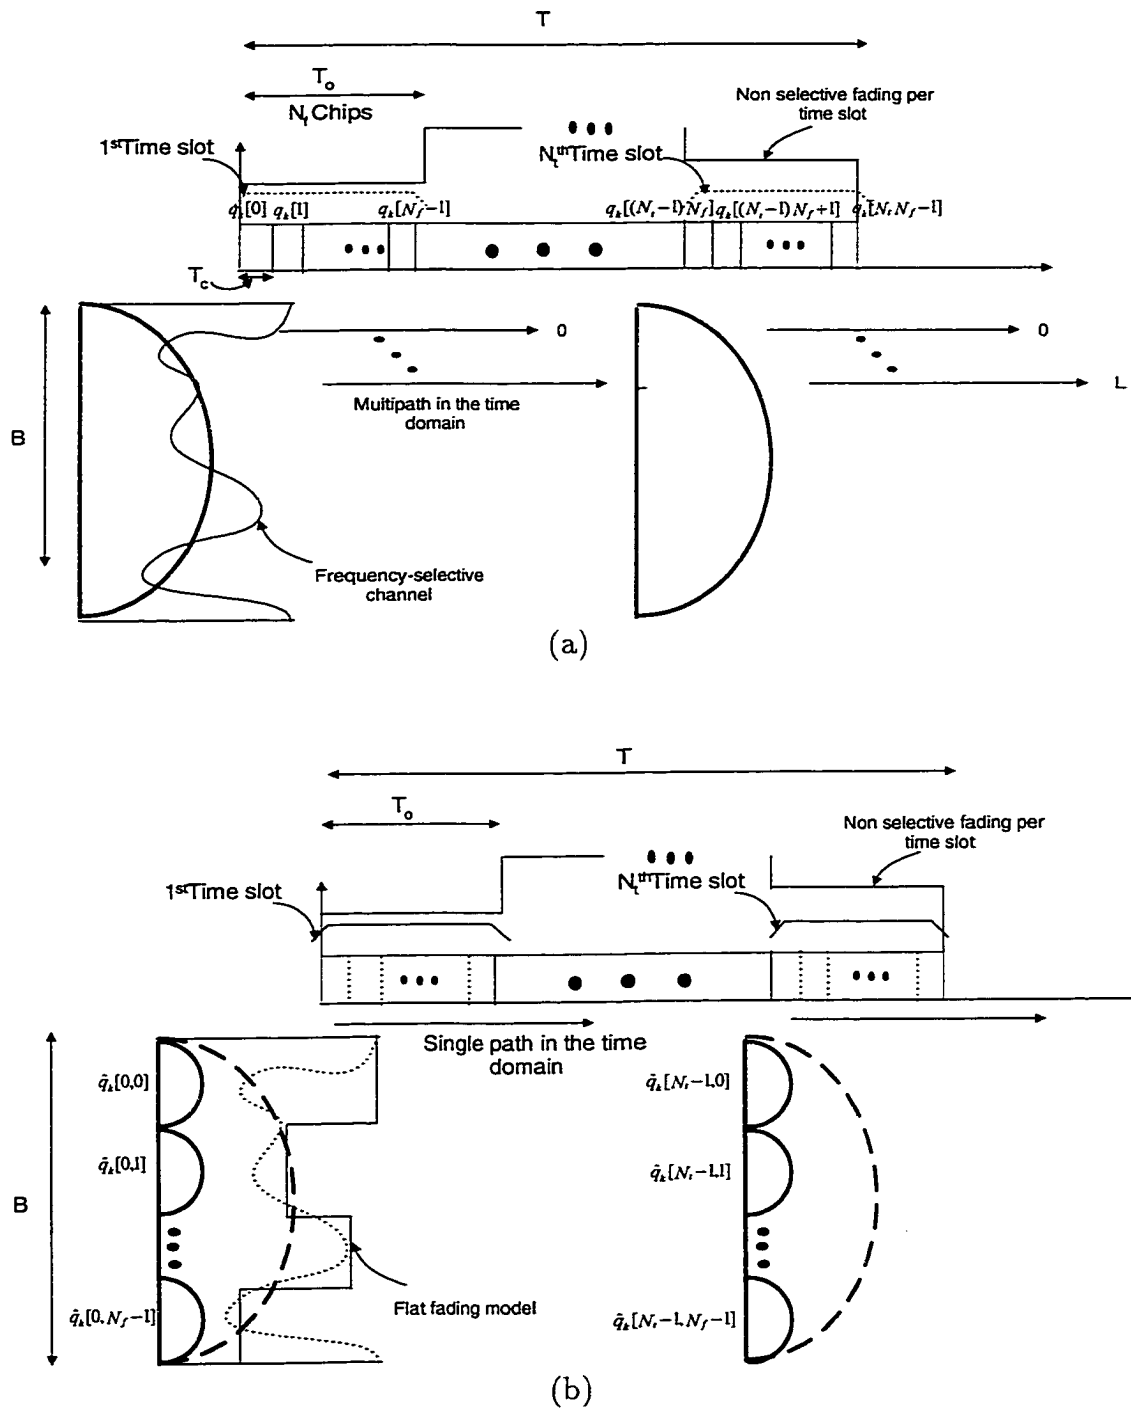 T
T_o
N_f Chips
Non selective fading per
time slot
1st Time slot
N_t th Time slot
q_k[0] q_k[1] q_k[N_f−1] q_k[(N_t−1) N_f] q_k[(N_t−1) N_f+1] q_k[N_t N_f−1]
T_c
0
0
L
Multipath in the time
domain
B
Frequency-selective
channel
(a)
T
T_o
Non selective fading per
time slot
1st Time slot
N_t th Time slot
Single path in the time
domain
q̃_k[0,0]
q̃_k[N_t−1,0]
q̃_k[0,1]
q̃_k[N_t−1,1]
B
q̃_k[0,N_f−1]
Flat fading model
q̃_k[N_t−1,N_f−1]
(b)